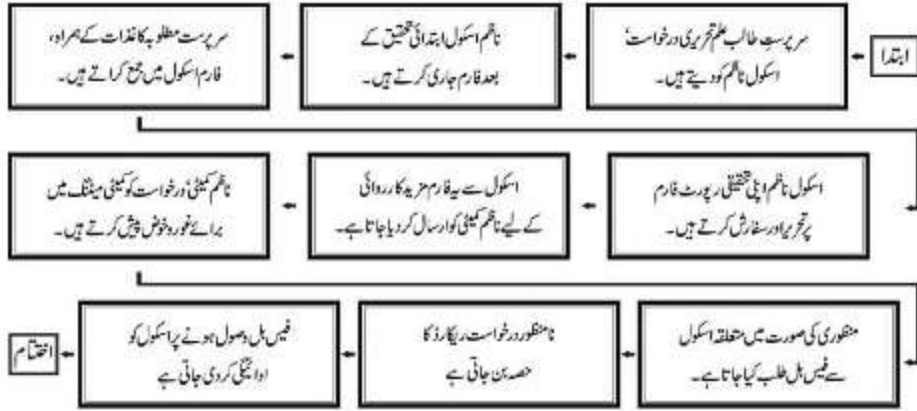 ابتدا
سرپرستِ طالب علم تحریری درخواست
اسکول ناظم کو دیتے ہیں۔
ناظم اسکول ابتدائی تحقیق کے
بعد فارم جاری کرتے ہیں۔
سرپرست مطلوبہ کاغذات کے ہمراہ،
فارم اسکول میں جمع کراتے ہیں۔
اسکول ناظم اپنی تحقیقی رپورٹ فارم
پر تحریر اور سفارش کرتے ہیں۔
اسکول سے یہ فارم مزید کارروائی
کے لیے ناظم کمیٹی کو ارسال کر دیا جاتا ہے۔
ناظم کمیٹی، درخواست کو کمیٹی میٹنگ میں
برائے غور و خوض پیش کرتے ہیں۔
منظوری کی صورت میں متعلقہ اسکول
سے فیس بل طلب کیا جاتا ہے۔
نامنظور درخواست ریکارڈ کا
حصہ بن جاتی ہے
فیس بل وصول ہونے پر اسکول کو
ادائیگی کر دی جاتی ہے
اختتام